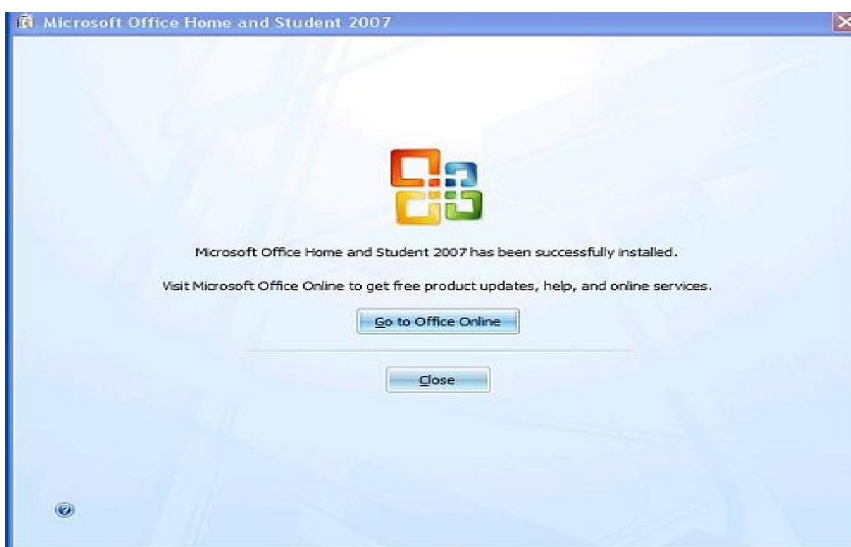 Microsoft Office Home and Student 2007
Microsoft Office Home and Student 2007 has been successfully installed.
Visit Microsoft Office Online to get free product updates, help, and online services.
Go to Office Online
Close